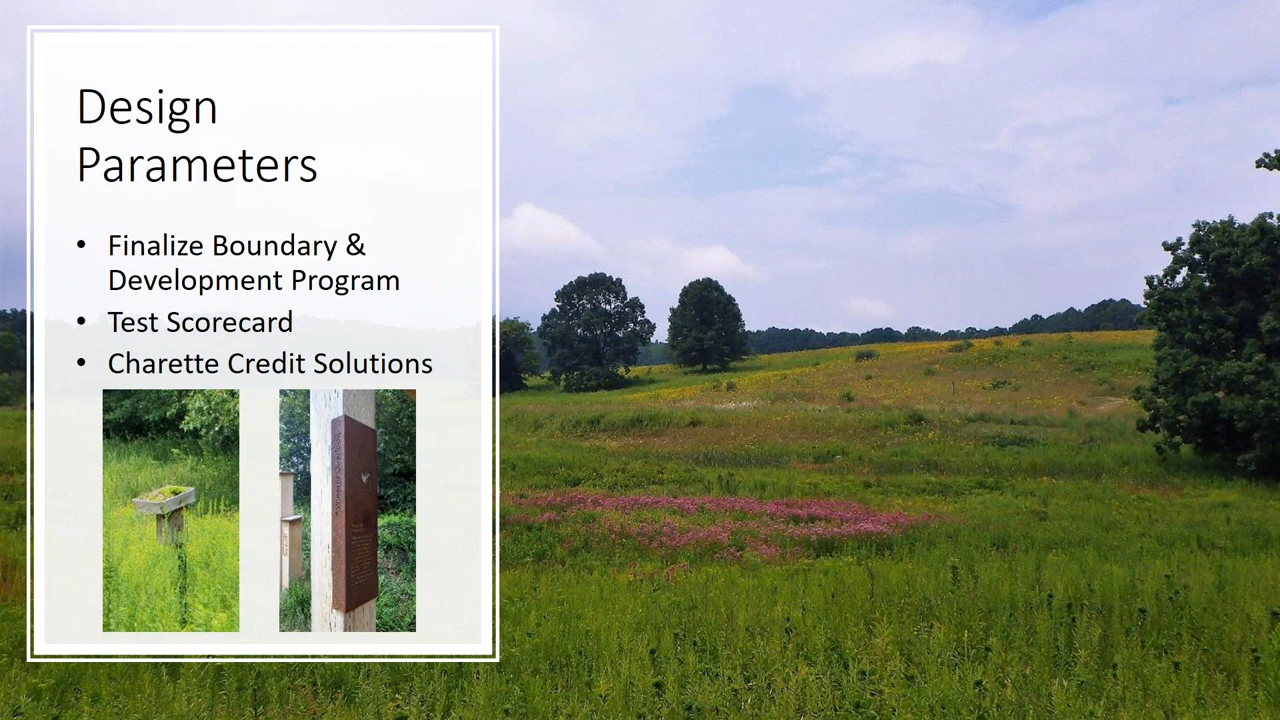 Design
Parameters
• Finalize Boundary &
Development Program
• Test Scorecard
• Charette Credit Solutions